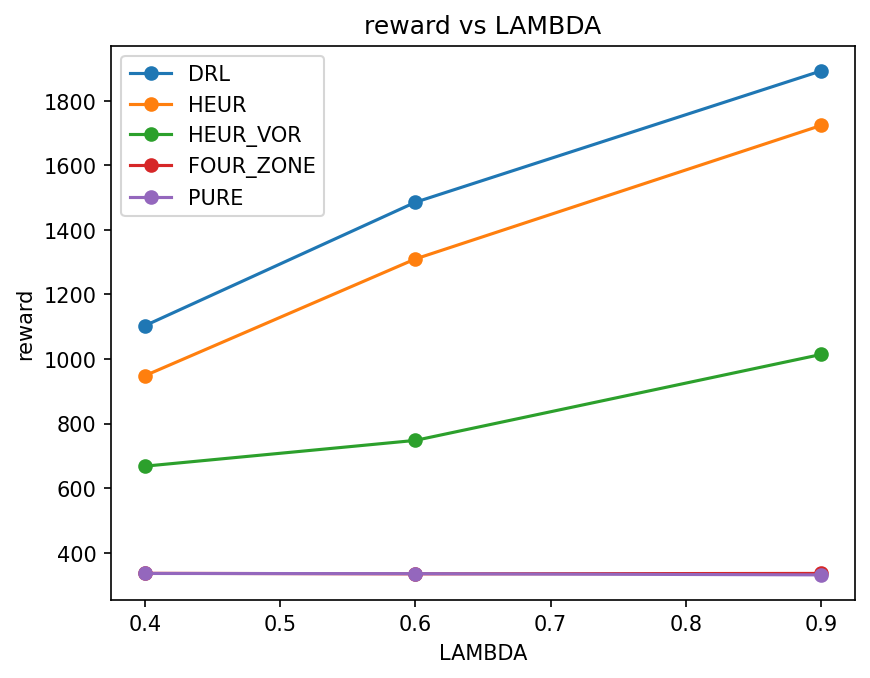 reward vs LAMBDA
DRL
HEUR
HEUR_VOR
FOUR_ZONE
PURE
1800
1600
1400
1200
1000
800
600
400
reward
0.4 0.5 0.6 0.7 0.8 0.9
LAMBDA